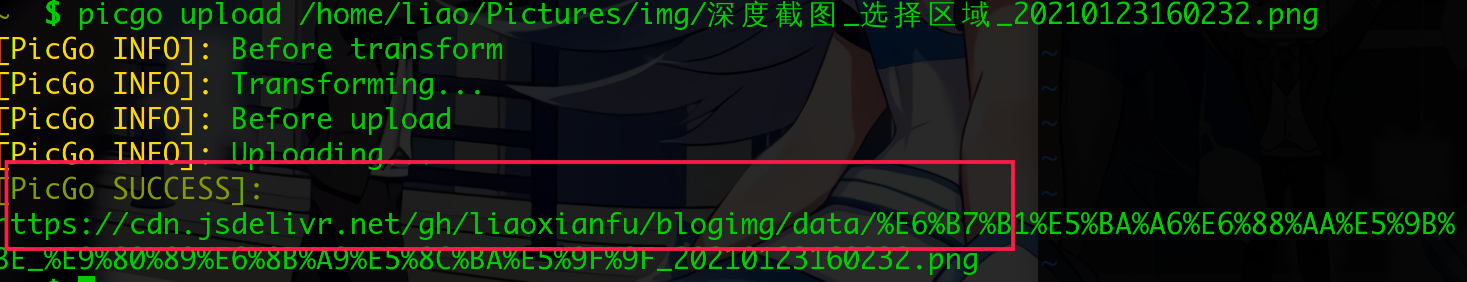 ~ $ picgo upload /home/liao/Pictures/img/深度截图_选择区域_20210123160232.png
[PicGo INFO]: Before transform
[PicGo INFO]: Transforming...
[PicGo INFO]: Before upload
[PicGo INFO]: Uploading...
[PicGo SUCCESS]:
https://cdn.jsdelivr.net/gh/liaoxianfu/blogimg/data/%E6%B7%B1%E5%BA%A6%E6%88%AA%E5%9B%
BE_%E9%80%89%E6%8B%A9%E5%8C%BA%E5%9F%9F_20210123160232.png
~ $